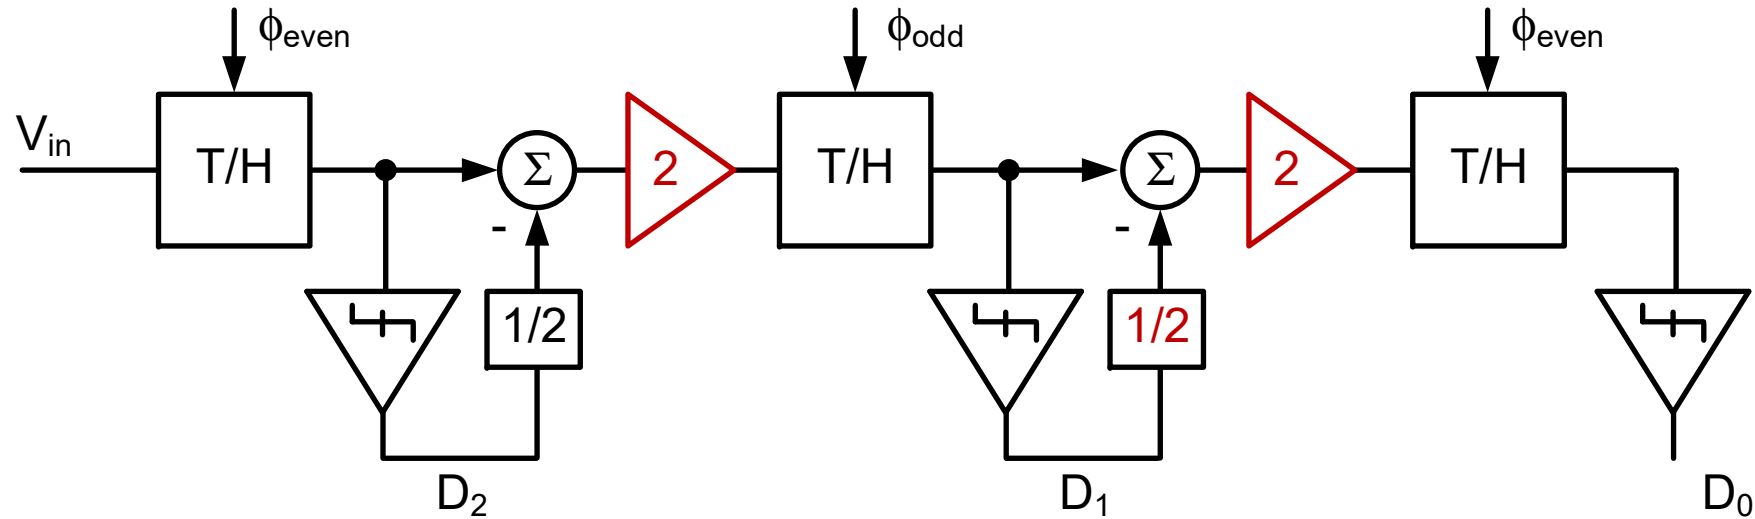 ϕeven ϕodd ϕeven
Vin T/H Σ 2 T/H Σ 2 T/H
- -
1/2 1/2
D2 D1 D0